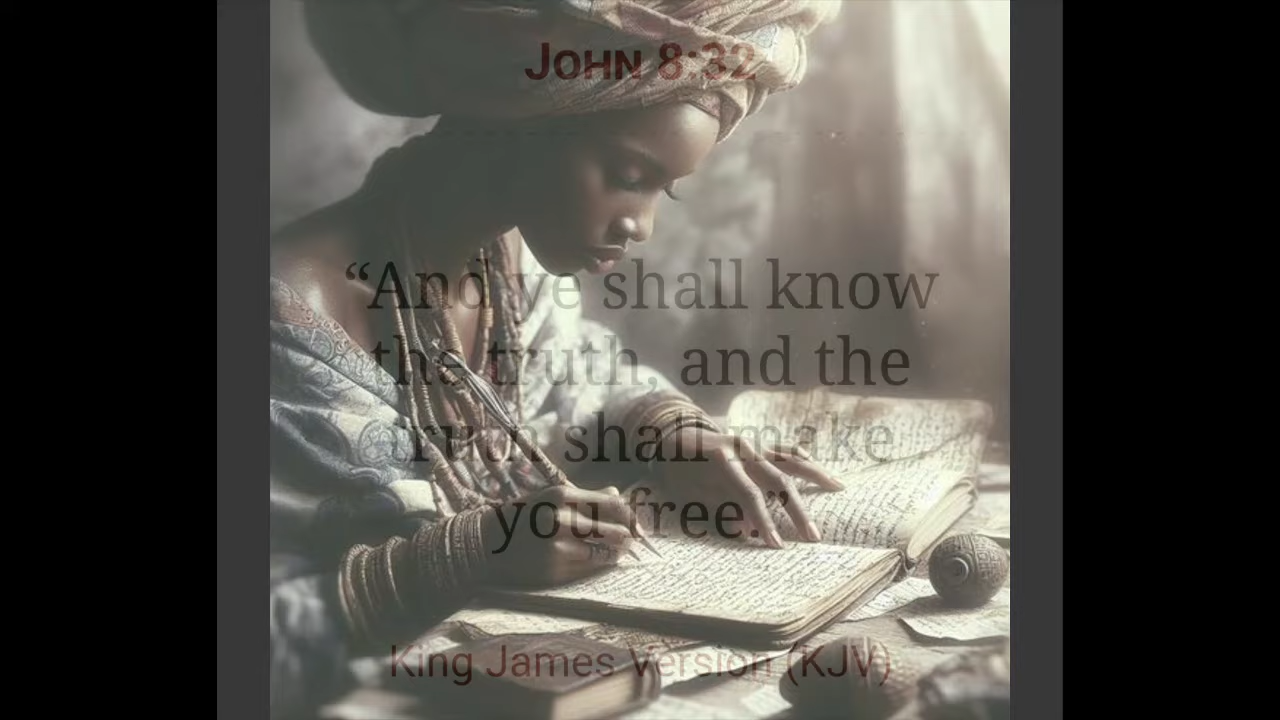 JOHN 8:32
“And ye shall know
the truth, and the
truth shall make
you free.”
King James Version (KJV)